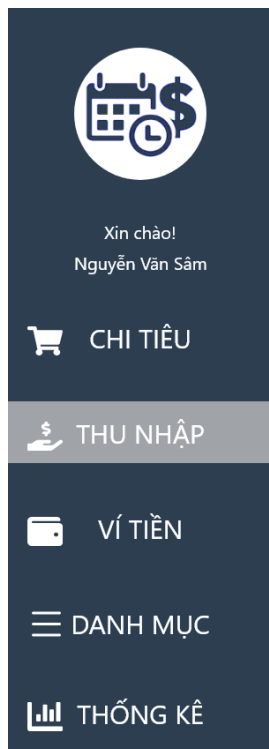 Xin chào!
Nguyễn Văn Sâm
CHI TIÊU
THU NHẬP
VÍ TIỀN
DANH MỤC
THỐNG KÊ